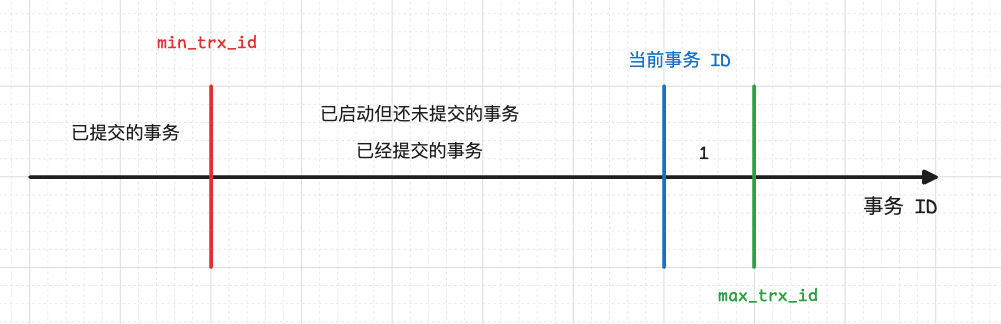 min_trx_id
当前事务 ID
已启动但还未提交的事务
已提交的事务
已经提交的事务
1
事务 ID
max_trx_id